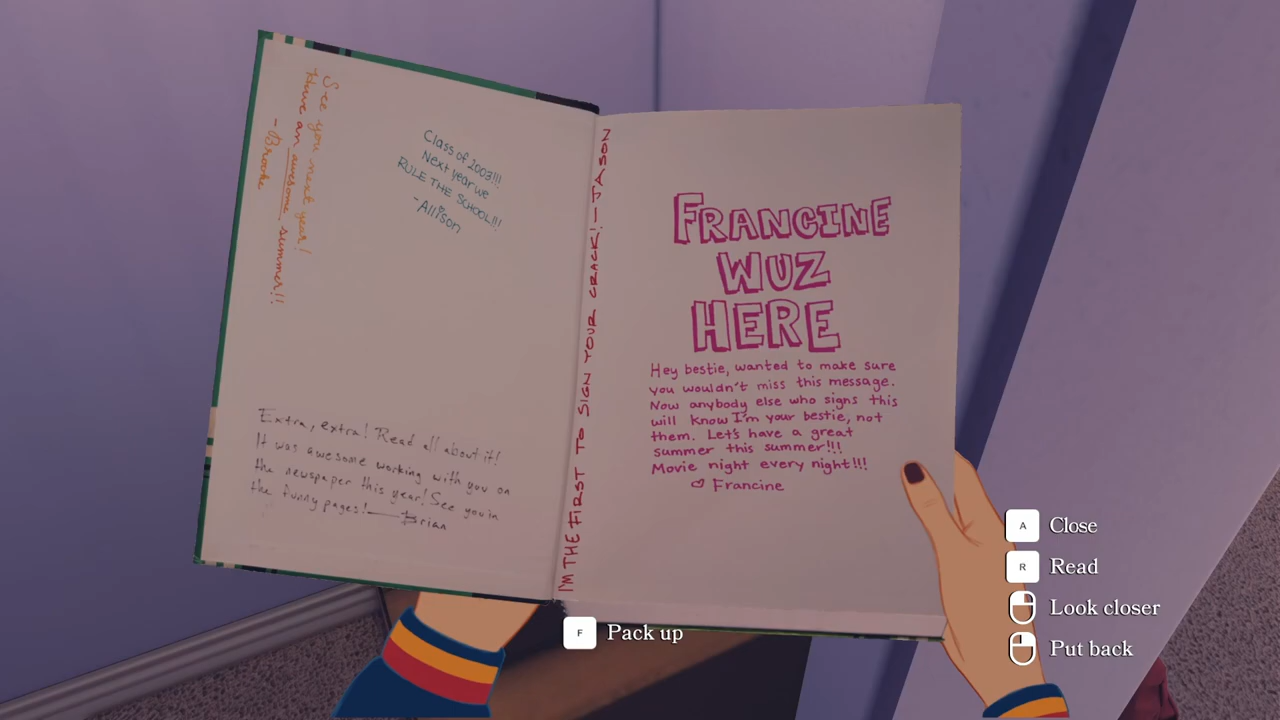 See you next year!
Have an awesome summer!!
- Brooke
Class of 2003!!!
Next year we
RULE THE SCHOOL!!!
-Allison
Extra, extra! Read all about it!
It was awesome working with you on
the newspaper this year! See you in
the funny pages! — Brian
I'M THE FIRST TO SIGN YOUR CRACK! - JASON
FRANCINE
WUZ
HERE
Hey bestie, wanted to make sure
you wouldn't miss this message.
Now anybody else who signs this
will know I'm your bestie, not
them. Let's have a great
summer this summer!!!
Movie night every night!!!
♡ Francine
A Close
R Read
Look closer
Put back
F Pack up